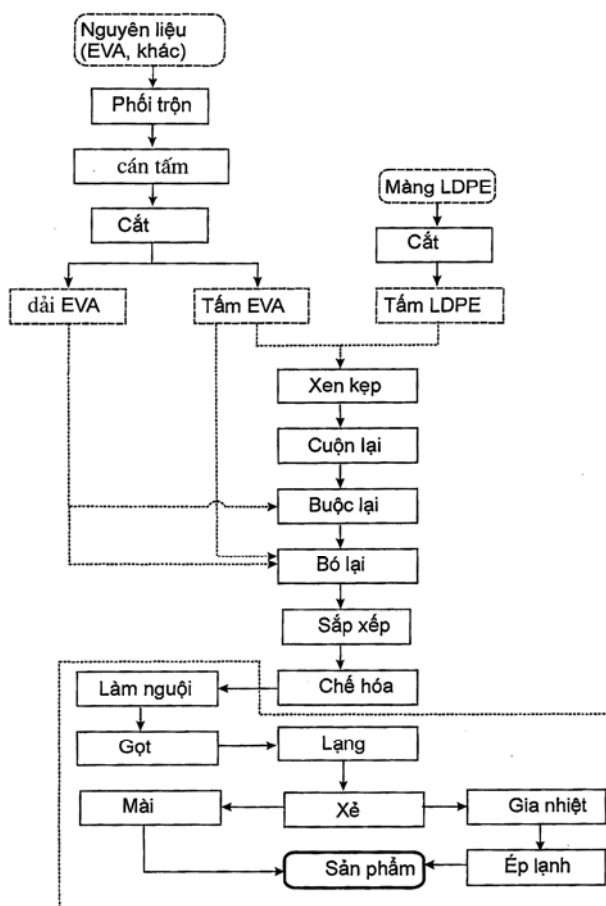 Nguyên liệu
(EVA, khác)
Phối trộn
cán tấm
Màng LDPE
Cắt
Cắt
dải EVA
Tấm EVA
Tấm LDPE
Xen kẹp
Cuộn lại
Buộc lại
Bó lại
Sắp xếp
Chế hóa
Làm nguội
Gọt
Lạng
Mài
Xẻ
Gia nhiệt
Sản phẩm
Ép lạnh